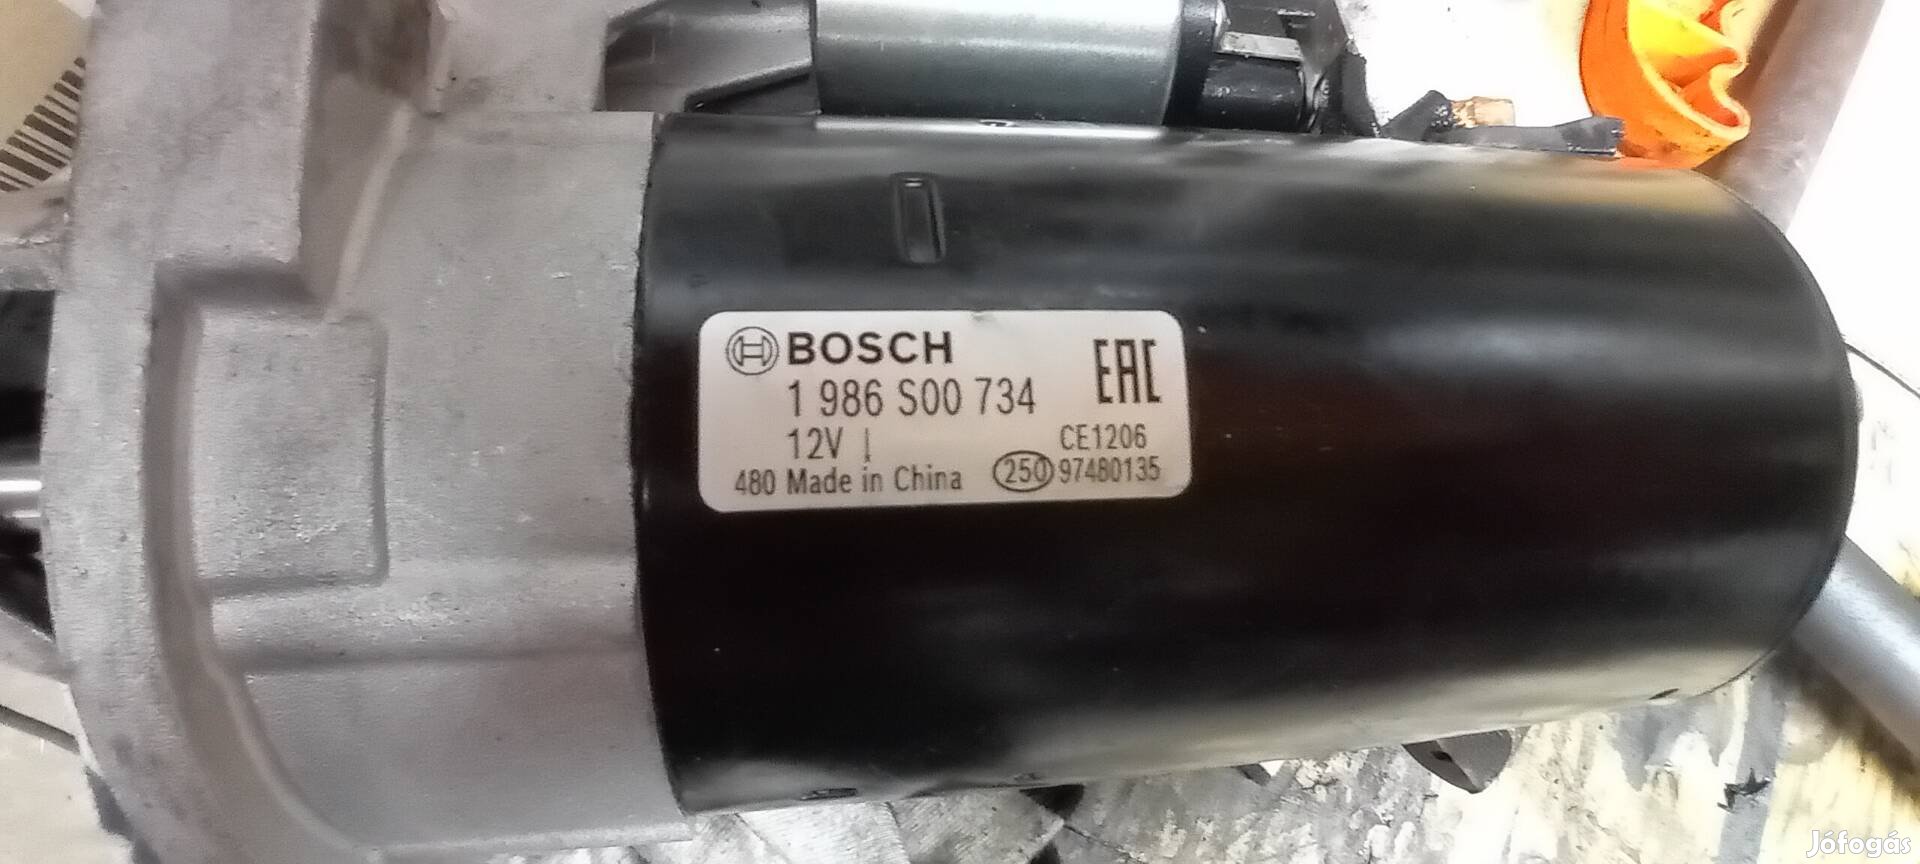 BOSCH
EAC
1 986 S00 734
12V
CE1206
480 Made in China 250 97480135
Jófogás